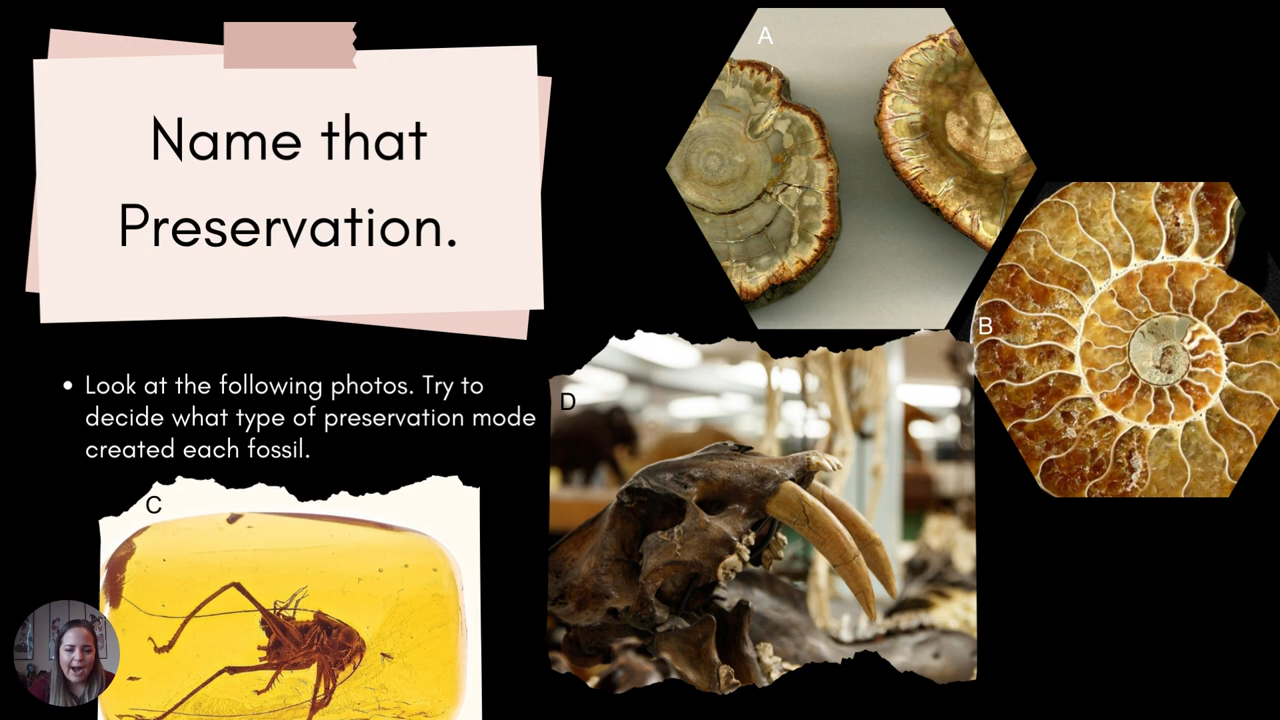 Name that
Preservation.
• Look at the following photos. Try to
decide what type of preservation mode
created each fossil.
A
B
C
D